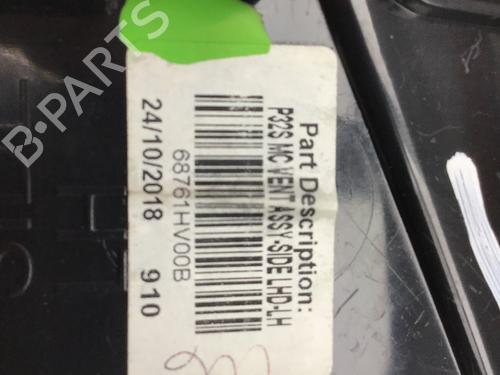 Part Description:
P32S MC VENT ASSY-SIDE LHD-LH
68761HV00B
24/10/2018 910
B-PARTS